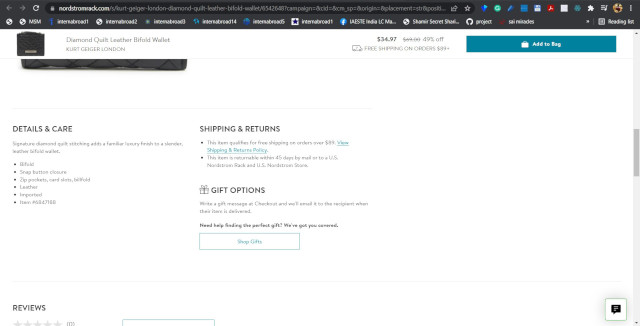 nordstromrack.com/s/kurt-geiger-london-diamond-quilt-leather-bifold-wallet/6542648?campaign=&cid=&cm_sp=&origin=&placement=str&positi...
MSM
internabroad1
internabroad2
internabroad3
internabroad14
internabroad5
internabroad1
IAESTE India LC Ma...
Shamir Secret Shari...
project
sai miracles
»
Reading list
Diamond Quilt Leather Bifold Wallet
KURT GEIGER LONDON
$34.97 $69.00 49% off
FREE SHIPPING ON ORDERS $89+
Add to Bag
DETAILS & CARE
Signature diamond quilt stitching adds a familiar luxury finish to a slender,
leather bifold wallet.
• Bifold
• Snap button closure
• Zip pockets, card slots, billfold
• Leather
• Imported
• Item #6847188
SHIPPING & RETURNS
• This item qualifies for free shipping on orders over $89. View
Shipping & Returns Policy.
• This item is returnable within 45 days by mail or to a U.S.
Nordstrom Rack or U.S. Nordstrom Store.
GIFT OPTIONS
Write a gift message at Checkout and we'll email it to the recipient when
their item is delivered.
Need help finding the perfect gift? We've got you covered.
Shop Gifts
REVIEWS
(0)